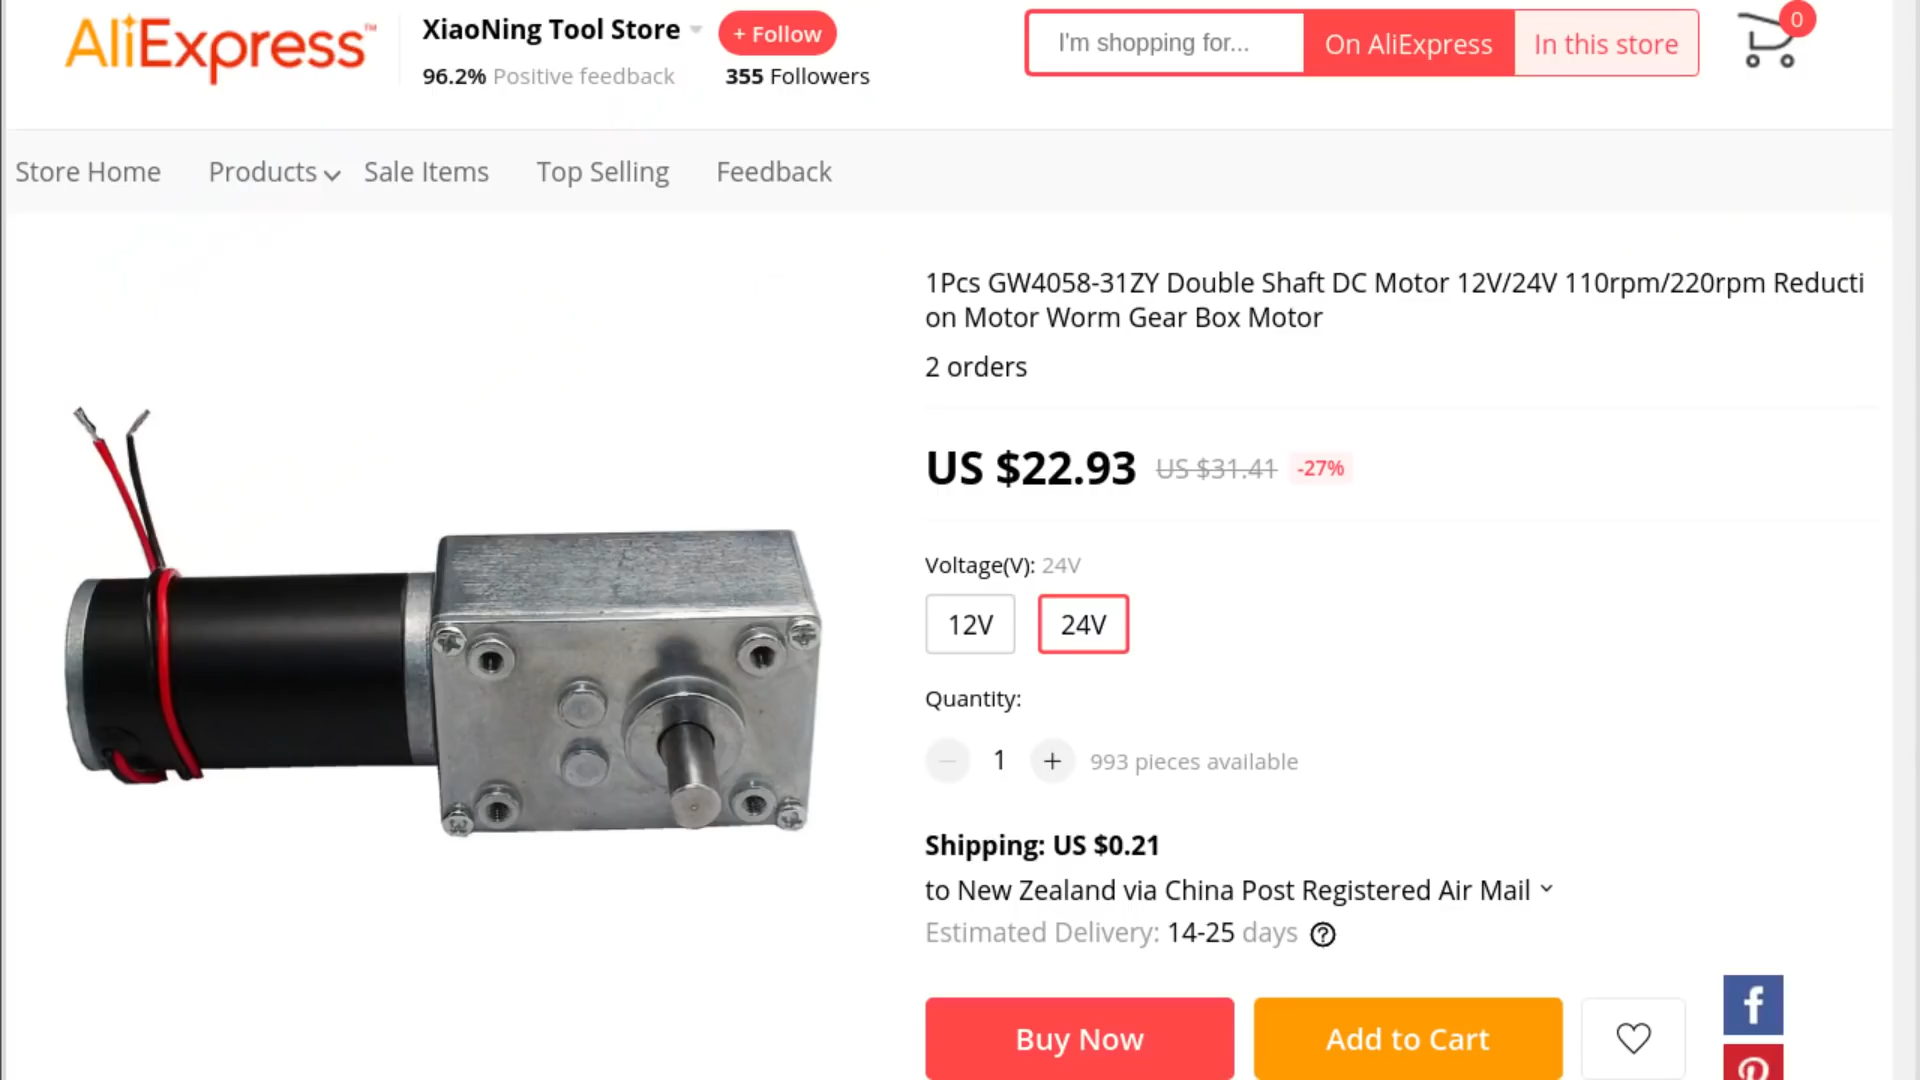 AliExpress™
XiaoNing Tool Store
+ Follow
96.2% Positive feedback
355 Followers
I'm shopping for...
On AliExpress
In this store
0
Store Home
Products
Sale Items
Top Selling
Feedback
1Pcs GW4058-31ZY Double Shaft DC Motor 12V/24V 110rpm/220rpm Reducti
on Motor Worm Gear Box Motor
2 orders
US $22.93 US $31.41 -27%
Voltage(V): 24V
12V
24V
Quantity:
− 1 + 993 pieces available
Shipping: US $0.21
to New Zealand via China Post Registered Air Mail
Estimated Delivery: 14-25 days ?
Buy Now
Add to Cart
f